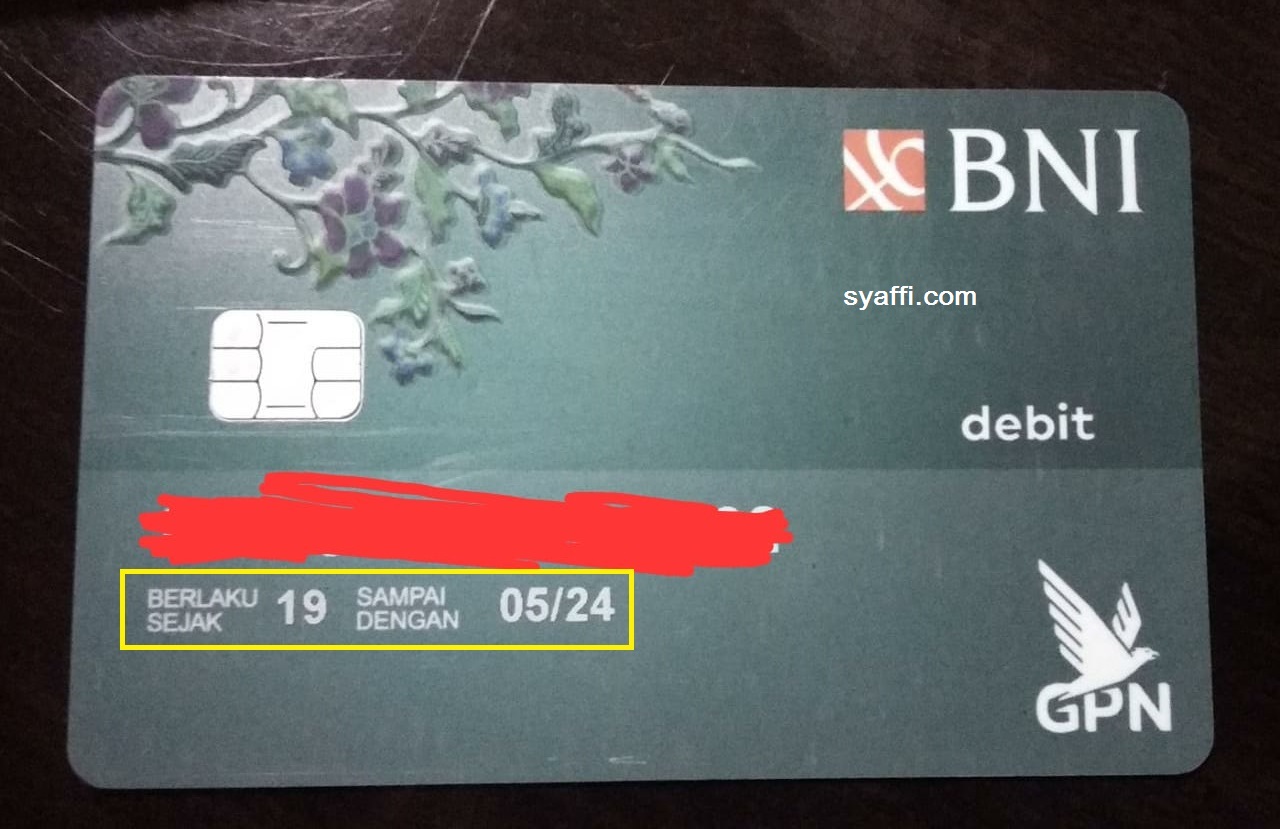 BNI
syaffi.com
debit
BERLAKU SEJAK 19 SAMPAI DENGAN 05/24
GPN